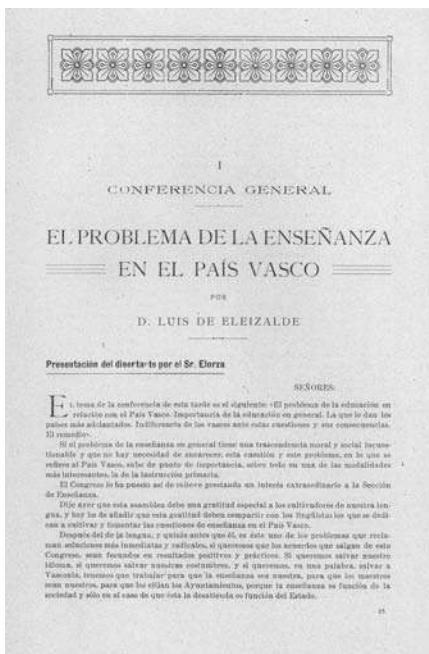 I
CONFERENCIA GENERAL
EL PROBLEMA DE LA ENSEÑANZA
EN EL PAÍS VASCO
POR
D. LUIS DE ELEIZALDE
Presentación del disertante por el Sr. Elorza
SEÑORES:
EL tema de la conferencia de esta tarde es el siguiente: «El problema de la educación en
relación con el País Vasco. Importancia de la educación en general. Lo que le dan los
países más adelantados. Indiferencia de los vascos ante estas cuestiones y sus consecuencias.
El remedio».
Si el problema de la enseñanza en general tiene una trascendencia moral y social incues-
tionable y que no hay necesidad de encarecer, esta cuestión y este problema, en lo que se
refiere al País Vasco, sube de punto de importancia, sobre todo en una de las modalidades
más interesantes, la de la instrucción primaria.
El Congreso lo ha puesto así de relieve prestando un interés extraordinario a la Sección
de Enseñanza.
Dije ayer que esta asamblea debe una gratitud especial a los cultivadores de nuestra len-
gua, y hoy he de añadir que esta gratitud deben compartir con los lingüistas los que se dedi-
can a cultivar y fomentar las cuestiones de enseñanza en el País Vasco.
Después del de la lengua, y quizás antes que él, es éste uno de los problemas que recla-
man soluciones más inmediatas y radicales, si queremos que los acuerdos que salgan de este
Congreso, sean fecundos en resultados positivos y prácticos. Si queremos salvar nuestro
idioma, si queremos salvar nuestras costumbres, y si queremos, en una palabra, salvar a
Vasconia, tenemos que trabajar para que la enseñanza sea nuestra, para que los maestros
sean nuestros, para que los elijan los Ayuntamientos, porque la enseñanza es función de la
sociedad y sólo en el caso de que ésta la desatienda es función del Estado.